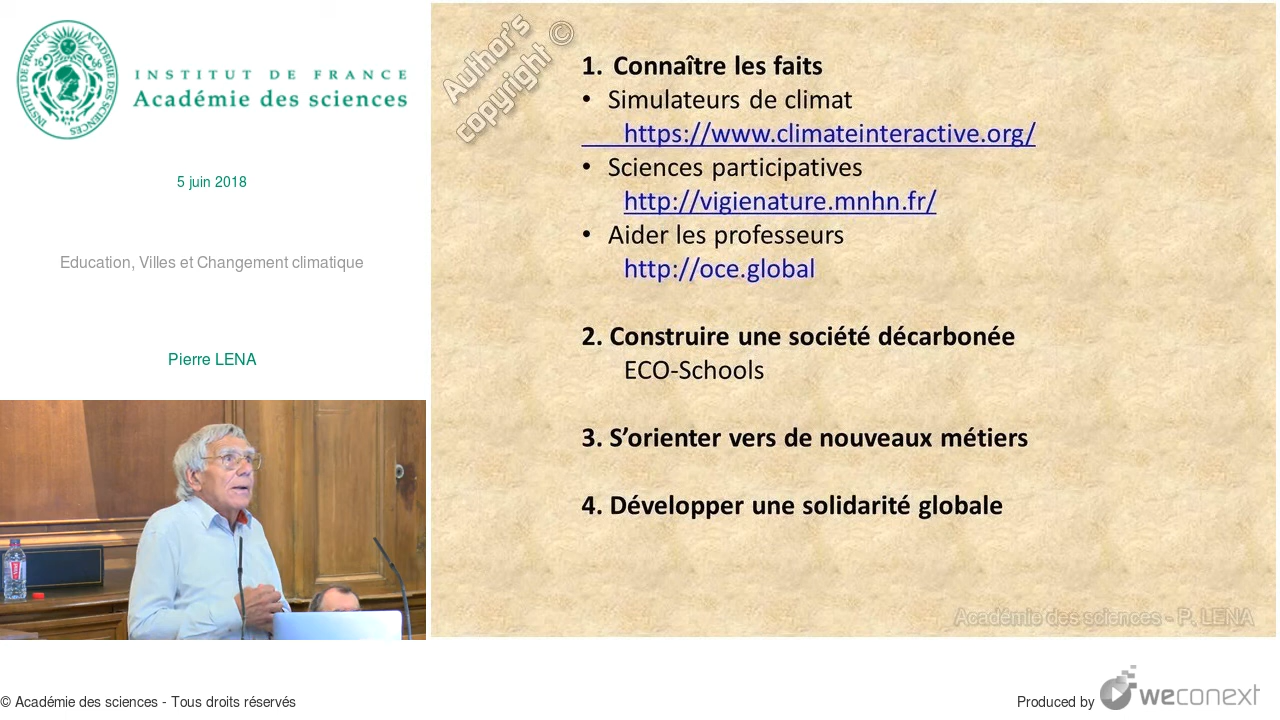 INSTITUT DE FRANCE
Académie des sciences
5 juin 2018
Education, Villes et Changement climatique
Pierre LENA
Author's
copyright ©
1. Connaître les faits
• Simulateurs de climat
https://www.climateinteractive.org/
• Sciences participatives
http://vigienature.mnhn.fr/
• Aider les professeurs
http://oce.global
2. Construire une société décarbonée
ECO-Schools
3. S’orienter vers de nouveaux métiers
4. Développer une solidarité globale
Académie des sciences - P. LENA
© Académie des sciences - Tous droits réservés
Produced by weconext